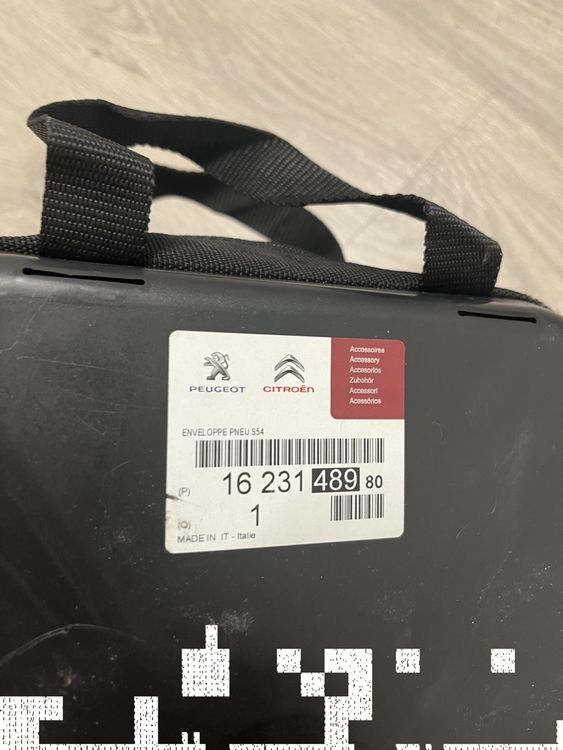 PEUGEOT
CITROËN
Accessoires
Accessory
Accesorios
Zubehör
Accessori
Acessórios
ENVELOPPE PNEU S54
(P) 16 231 489 80
(Q) 1
MADE IN IT - Italie